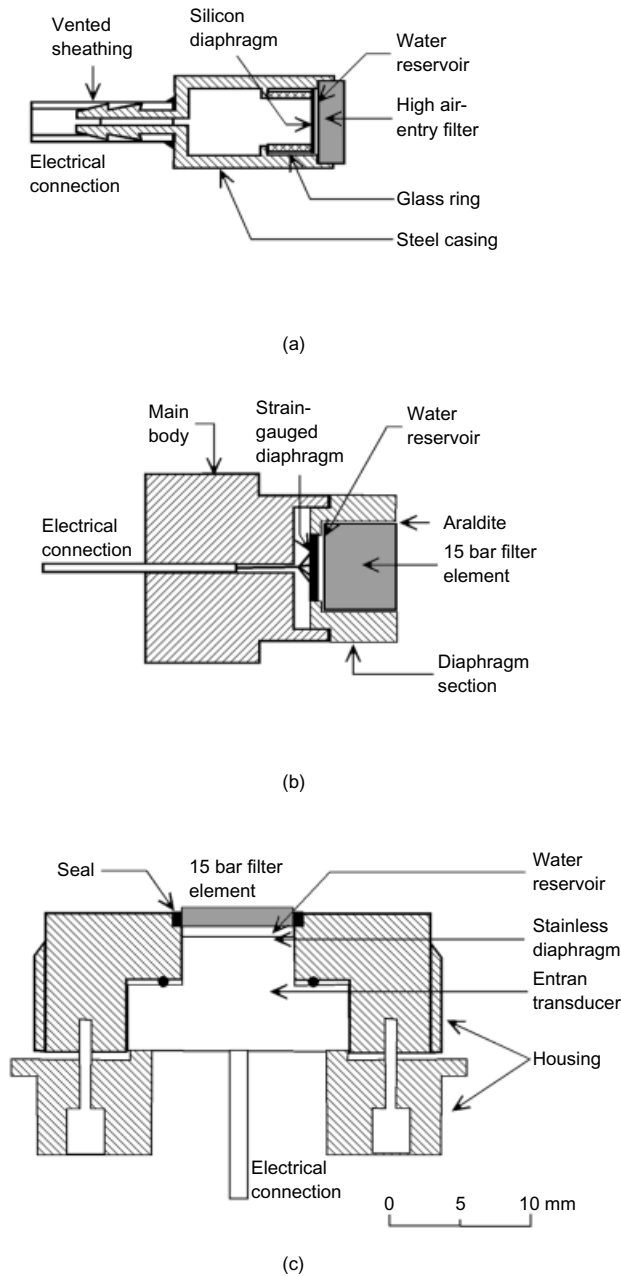 Vented
sheathing
Silicon
diaphragm
Water
reservoir
High air-
entry filter
Electrical
connection
Glass ring
Steel casing
(a)
Main
body
Strain-
gauged
diaphragm
Water
reservoir
Electrical
connection
Araldite
15 bar filter
element
Diaphragm
section
(b)
Seal
15 bar filter
element
Water
reservoir
Stainless
diaphragm
Entran
transducer
Housing
Electrical
connection
0 5 10 mm
(c)